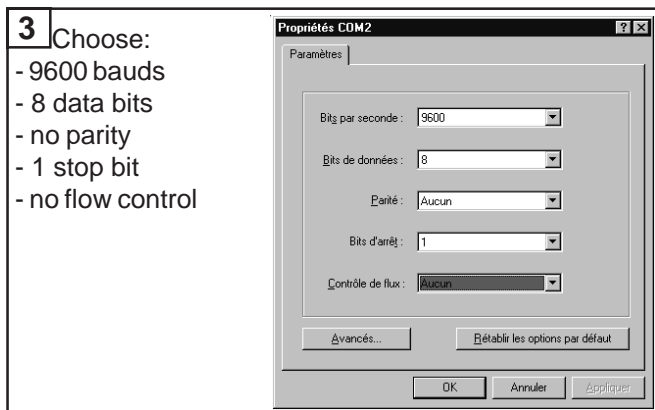 3 Choose:
- 9600 bauds
- 8 data bits
- no parity
- 1 stop bit
- no flow control
Propriétés COM2
Paramètres
Bits par seconde : 9600
Bits de données : 8
Parité : Aucun
Bits d'arrêt : 1
Contrôle de flux : Aucun
Avancés... Rétablir les options par défaut
OK Annuler Appliquer